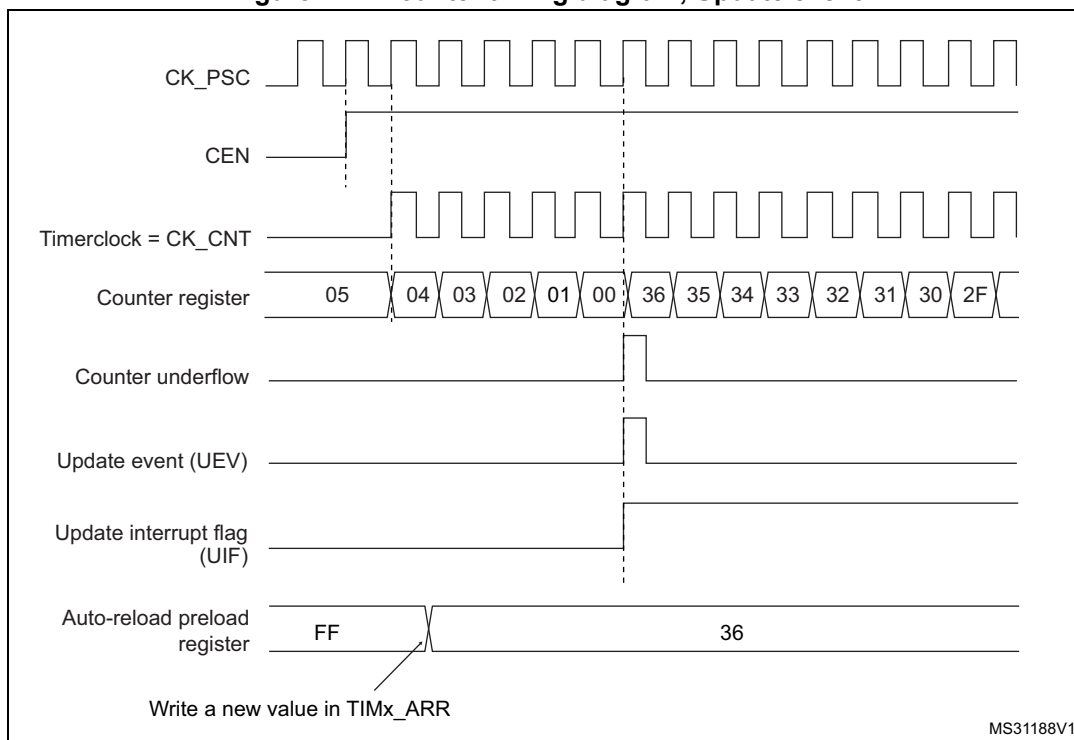 CK_PSC
CEN
Timerclock = CK_CNT
Counter register 05 04 03 02 01 00 36 35 34 33 32 31 30 2F
Counter underflow
Update event (UEV)
Update interrupt flag
(UIF)
Auto-reload preload
register FF 36
Write a new value in TIMx_ARR
MS31188V1